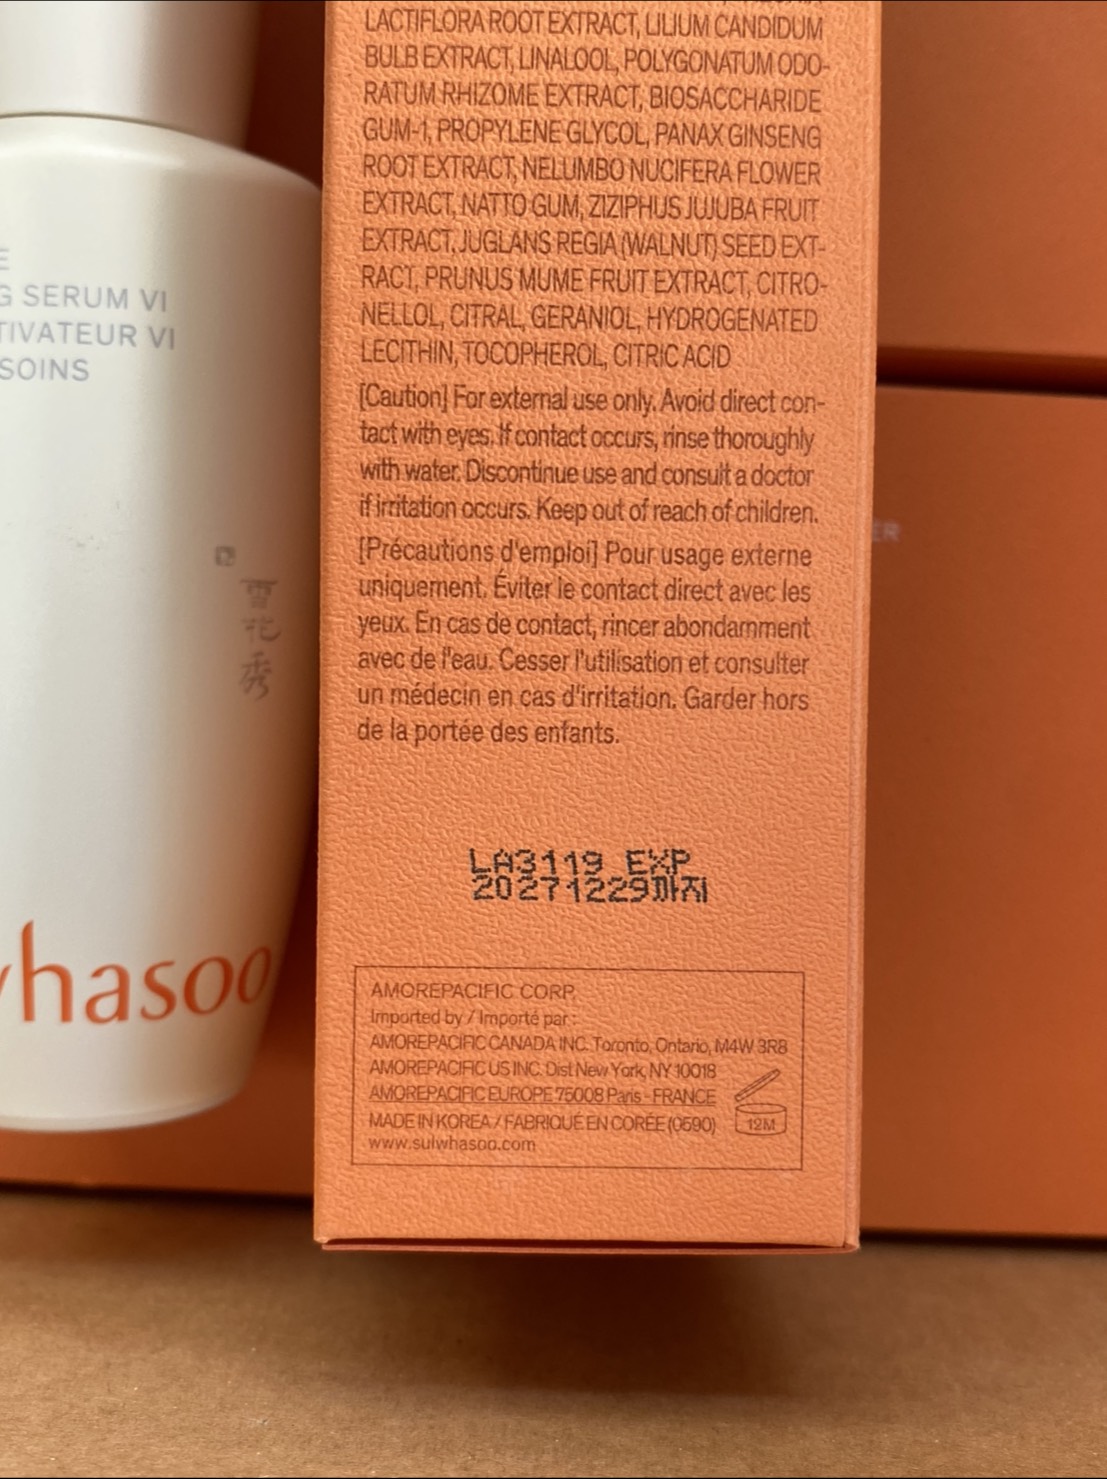 G SERUM VI
TIVATEUR VI
SOINS
雪
花
秀
whasoo
LACTIFLORA ROOT EXTRACT, LILIUM CANDIDUM
BULB EXTRACT, LINALOOL, POLYGONATUM ODO-
RATUM RHIZOME EXTRACT, BIOSACCHARIDE
GUM-1, PROPYLENE GLYCOL, PANAX GINSENG
ROOT EXTRACT, NELUMBO NUCIFERA FLOWER
EXTRACT, NATTO GUM, ZIZIPHUS JUJUBA FRUIT
EXTRACT, JUGLANS REGIA (WALNUT) SEED EXT-
RACT, PRUNUS MUME FRUIT EXTRACT, CITRO-
NELLOL, CITRAL, GERANIOL, HYDROGENATED
LECITHIN, TOCOPHEROL, CITRIC ACID
[Caution] For external use only. Avoid direct con-
tact with eyes. If contact occurs, rinse thoroughly
with water. Discontinue use and consult a doctor
if irritation occurs. Keep out of reach of children.
[Précautions d'emploi] Pour usage externe
uniquement. Éviter le contact direct avec les
yeux. En cas de contact, rincer abondamment
avec de l'eau. Cesser l'utilisation et consulter
un médecin en cas d'irritation. Garder hors
de la portée des enfants.
LA3119 EXP
20271229까지
AMOREPACIFIC CORP.
Imported by / Importé par :
AMOREPACIFIC CANADA INC. Toronto, Ontario, M4W 3R8
AMOREPACIFIC US INC. Dist New York, NY 10018
AMOREPACIFIC EUROPE 75008 Paris - FRANCE
MADE IN KOREA / FABRIQUÉ EN CORÉE (0590)
www.sulwhasoo.com
12M
ER